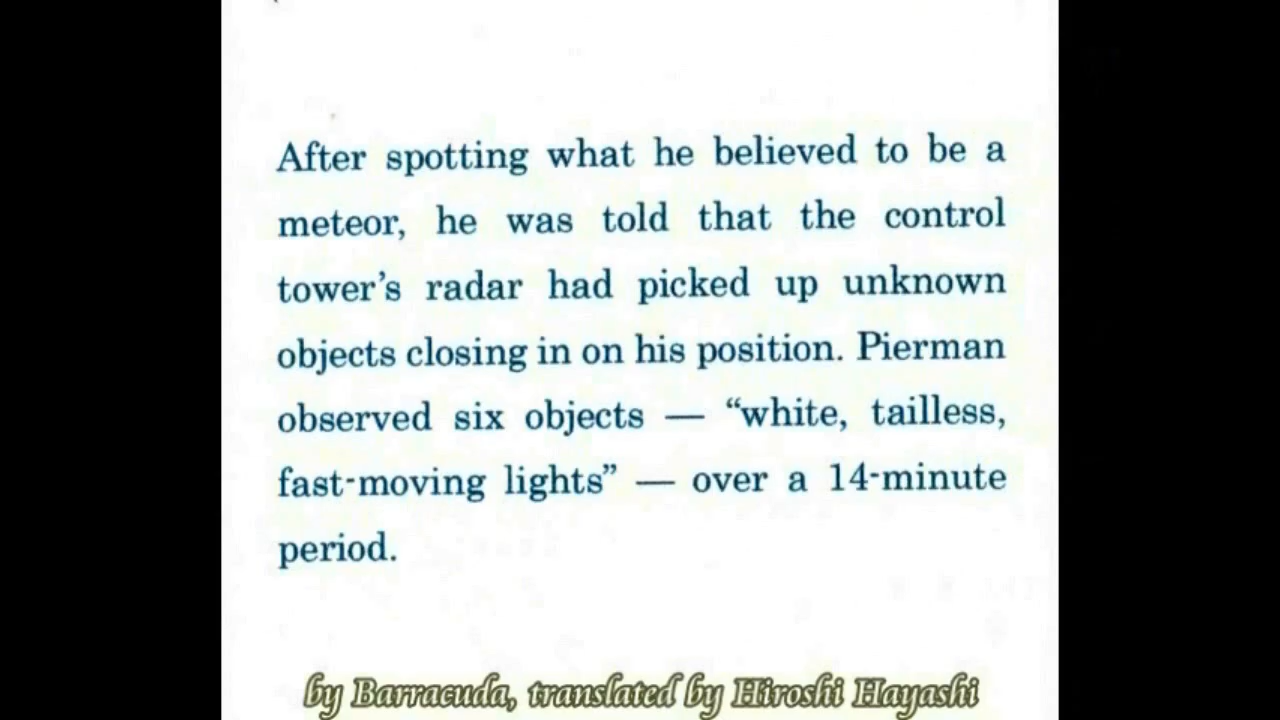 After spotting what he believed to be a
meteor, he was told that the control
tower’s radar had picked up unknown
objects closing in on his position. Pierman
observed six objects — “white, tailless,
fast-moving lights” — over a 14-minute
period.
by Barracuda, translated by Hiroshi Hayashi